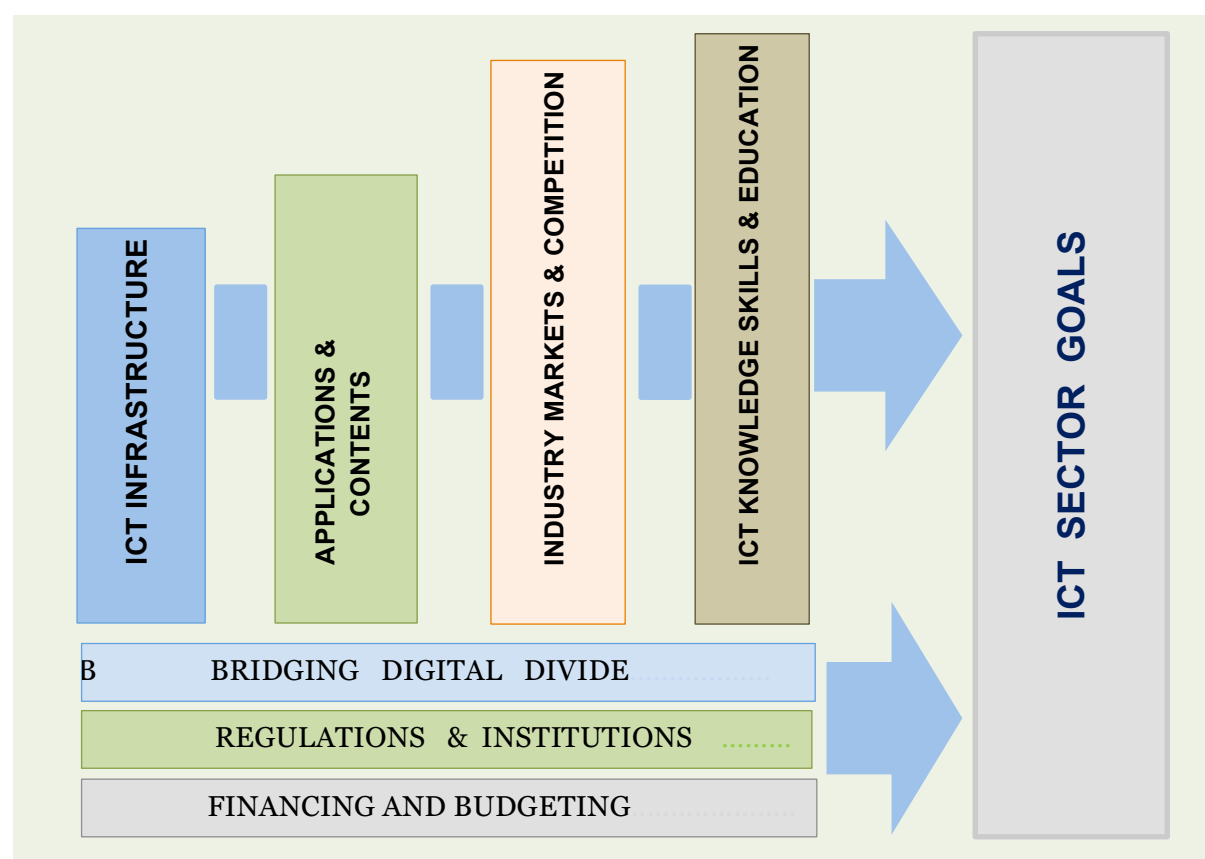 ICT INFRASTRUCTURE
APPLICATIONS &
CONTENTS
INDUSTRY MARKETS & COMPETITION
ICT KNOWLEDGE SKILLS & EDUCATION
ICT SECTOR GOALS
B BRIDGING DIGITAL DIVIDE..................
REGULATIONS & INSTITUTIONS .........
FINANCING AND BUDGETING.....................